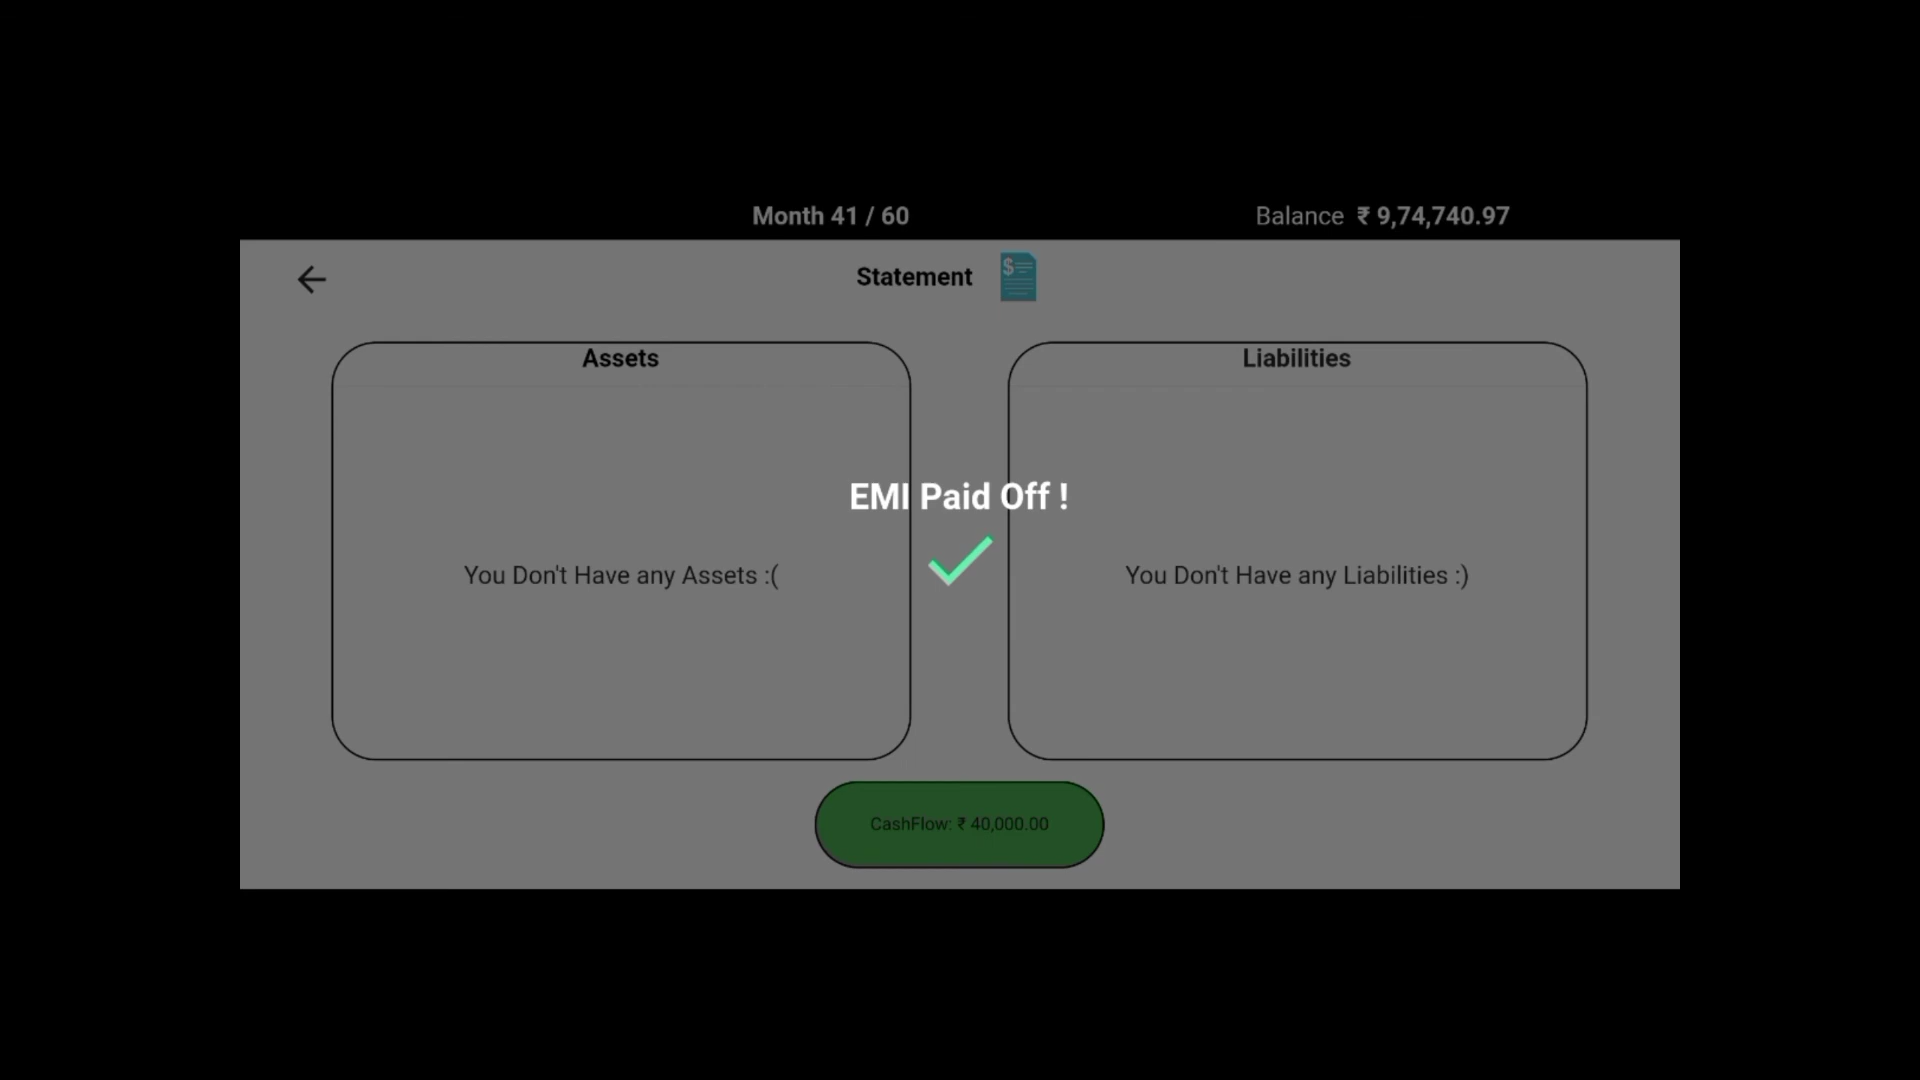 Month 41 / 60
Balance ₹ 9,74,740.97
Statement
$
Assets
Liabilities
EMI Paid Off !
You Don't Have any Assets :(
You Don't Have any Liabilities :)
CashFlow: ₹ 40,000.00